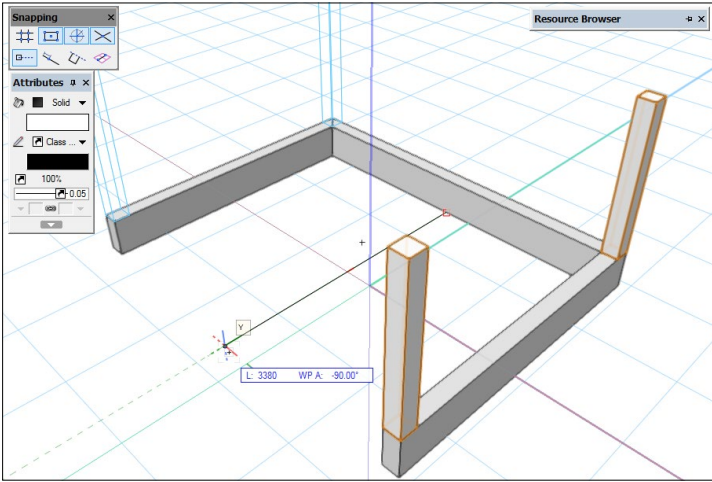 Snapping
Resource Browser
Attributes
Solid
Class ...
100%
0.05
Y
L: 3380 WP A: -90.00°